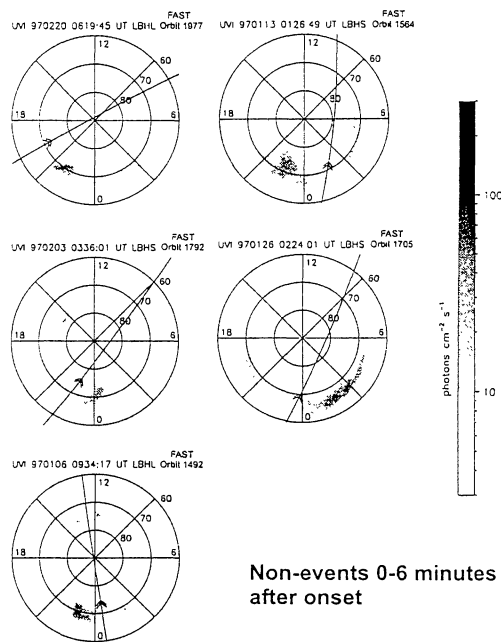 FAST
UVI 970220 0619:45 UT LBHL Orbit 1977
12
60
70
80
18
6
0
FAST
UVI 970113 0126:49 UT LBHS Orbit 1564
12
60
70
80
18
6
0
FAST
UVI 970203 0336:01 UT LBHS Orbit 1792
12
60
70
80
18
6
0
FAST
UVI 970126 0224:01 UT LBHS Orbit 1705
12
60
70
80
18
6
0
FAST
UVI 970106 0934:17 UT LBHL Orbit 1492
12
60
70
80
18
6
0
100
10
photons cm⁻² s⁻¹
Non-events 0-6 minutes
after onset